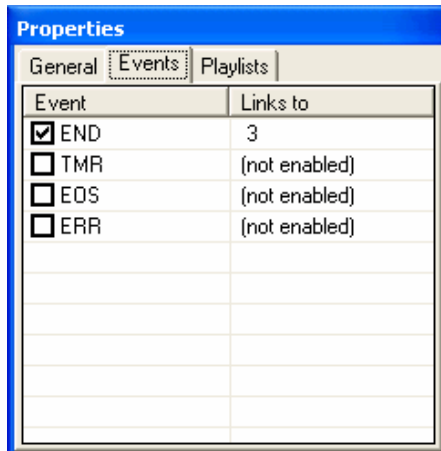 Properties
General Events Playlists
Event Links to
END 3
TMR (not enabled)
EOS (not enabled)
ERR (not enabled)